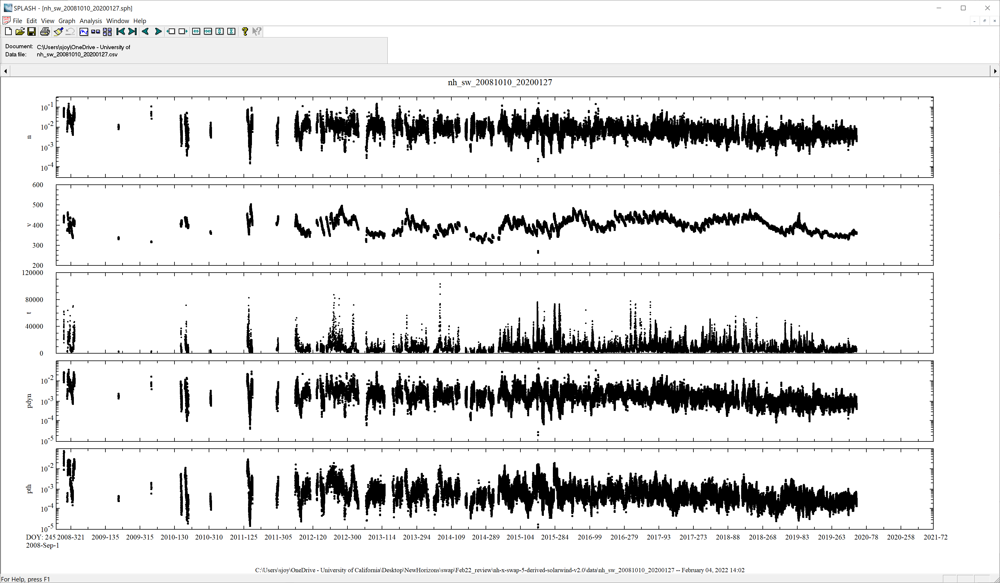 SPLASH - [nh_sw_20081010_20200127.sph]
File Edit View Graph Analysis Window Help
Document: C:\Users\sjoy\OneDrive - University of
Data file: nh_sw_20081010_20200127.csv
nh_sw_20081010_20200127
10-1
10-2
n
10-3
10-4
600
500
v 400
300
200
120000
80000
t
40000
0
10-2
pdyn
10-3
10-4
10-5
10-2
pth
10-3
10-4
10-5
DOY: 245 2008-321 2009-135 2009-315 2010-130 2010-310 2011-125 2011-305 2012-120 2012-300 2013-114 2013-294 2014-109 2014-289 2015-104 2015-284 2016-99 2016-279 2017-93 2017-273 2018-88 2018-268 2019-83 2019-263 2020-78 2020-258 2021-72
2008-Sep-1
C:\Users\sjoy\OneDrive - University of California\Desktop\NewHorizons\swap\Feb22_review\nh-x-swap-5-derived-solarwind-v2.0\data\nh_sw_20081010_20200127 -- February 04, 2022 14:02
For Help, press F1